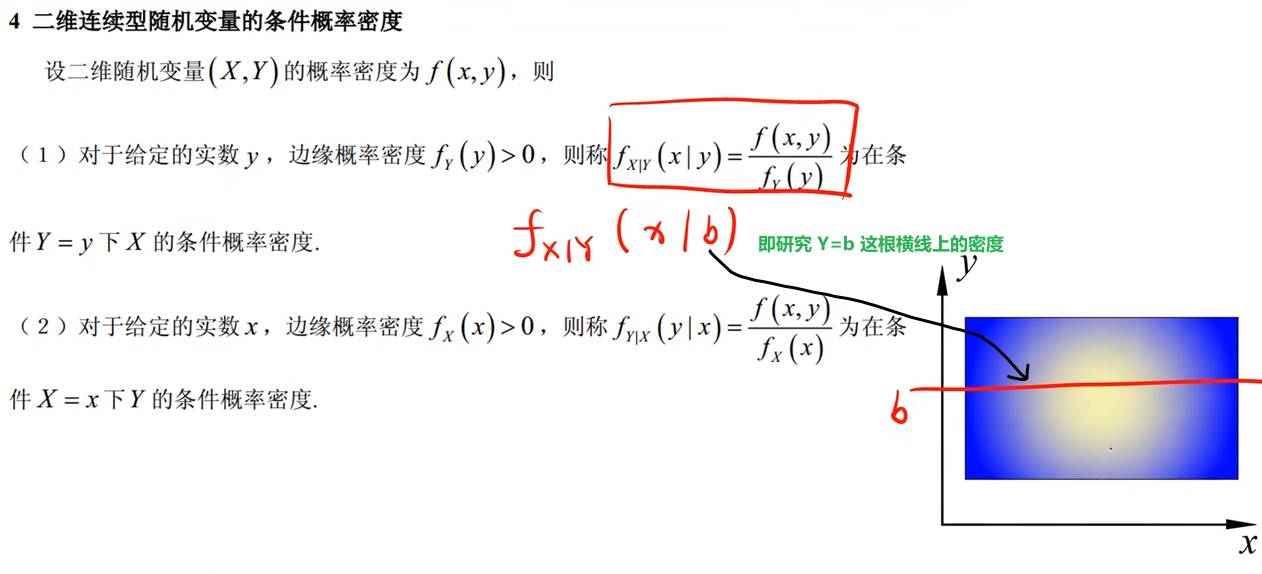 4 二维连续型随机变量的条件概率密度
设二维随机变量(X,Y)的概率密度为 f(x,y)，则
（1）对于给定的实数 y，边缘概率密度 f_Y(y)>0，则称 f_{X|Y}(x|y)=\frac{f(x,y)}{f_Y(y)} 为在条
件 Y=y 下 X 的条件概率密度.
f_{X|Y}(x|b) 即研究 Y=b 这根横线上的密度
y
（2）对于给定的实数 x，边缘概率密度 f_X(x)>0，则称 f_{Y|X}(y|x)=\frac{f(x,y)}{f_X(x)} 为在条
件 X=x 下 Y 的条件概率密度.
b
x